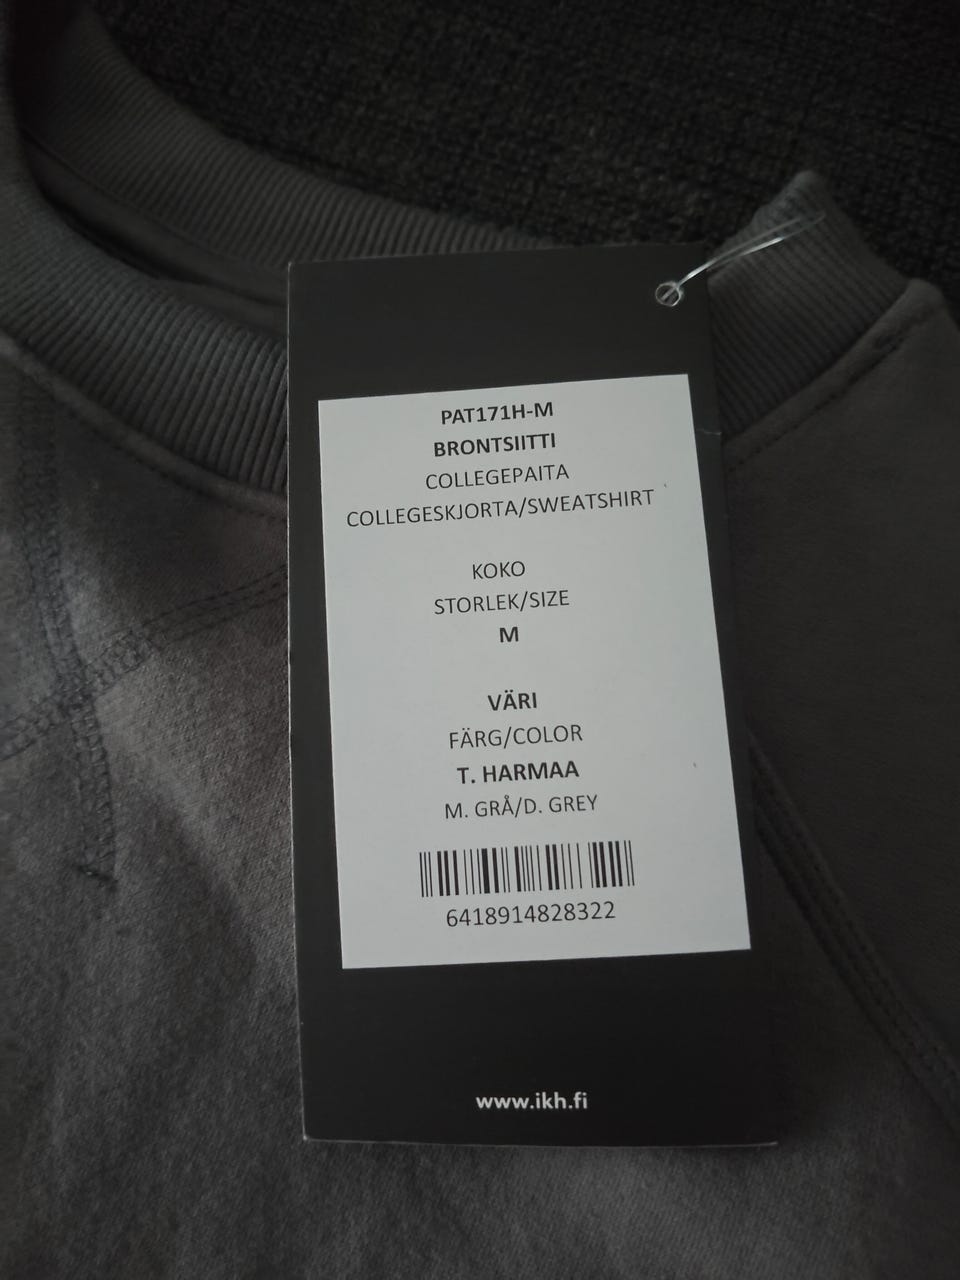 PAT171H-M
BRONTSIITTI
COLLEGEPAITA
COLLEGESKJORTA/SWEATSHIRT
KOKO
STORLEK/SIZE
M
VÄRI
FÄRG/COLOR
T. HARMAA
M. GRÅ/D. GREY
6418914828322
www.ikh.fi